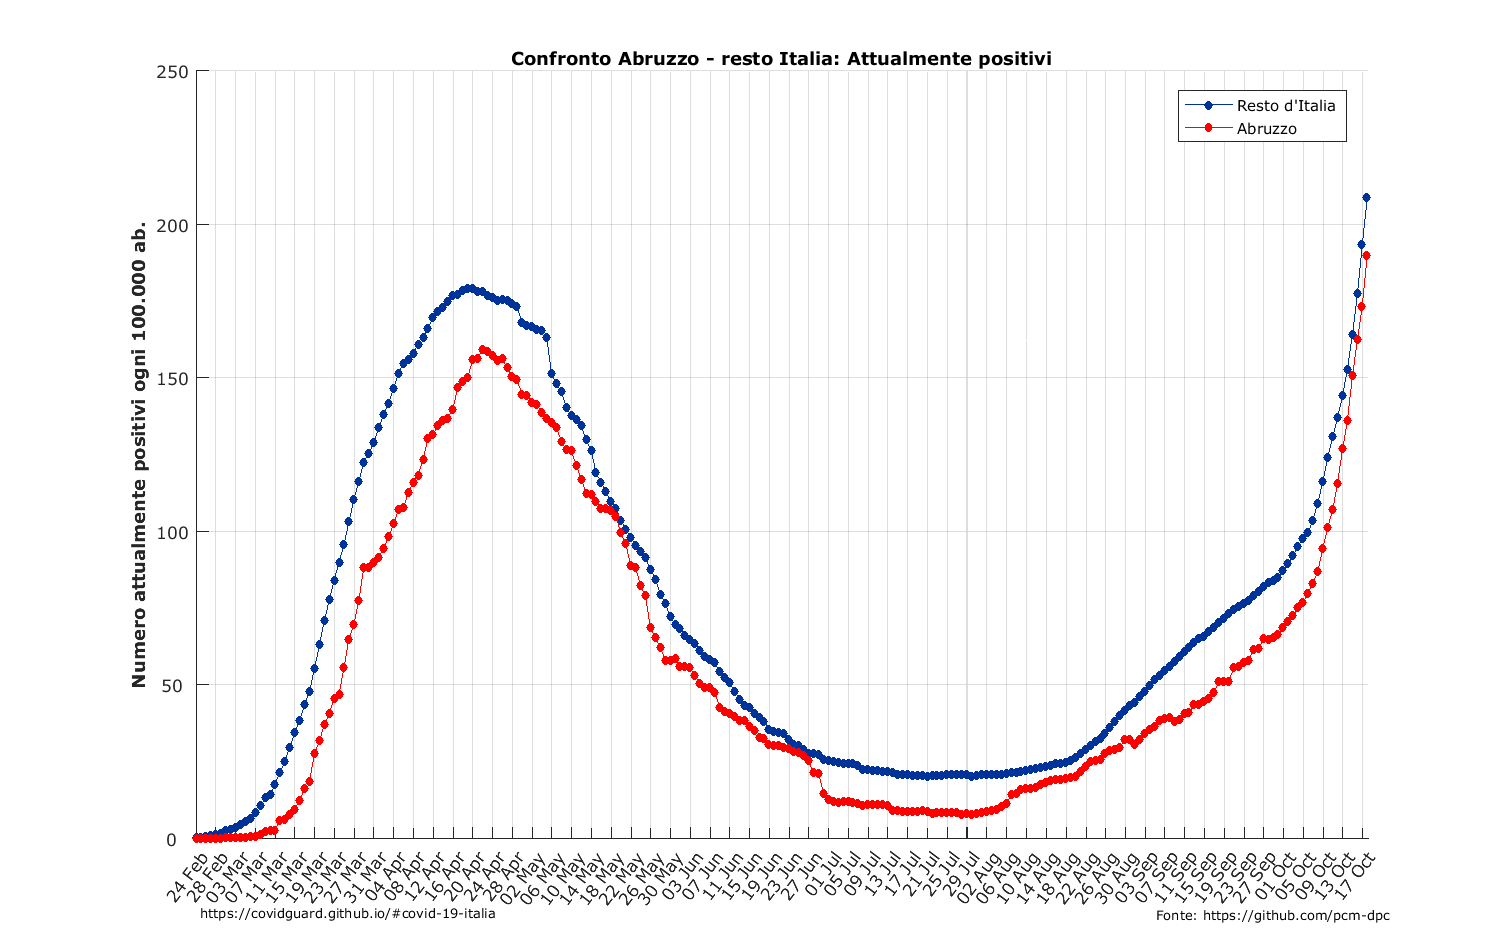 Confronto Abruzzo - resto Italia: Attualmente positivi
Numero attualmente positivi ogni 100.000 ab.
250
200
150
100
50
0
Resto d'Italia
Abruzzo
24 Feb
28 Feb
03 Mar
07 Mar
11 Mar
15 Mar
19 Mar
23 Mar
27 Mar
31 Mar
04 Apr
08 Apr
12 Apr
16 Apr
20 Apr
24 Apr
28 Apr
02 May
06 May
10 May
14 May
18 May
22 May
26 May
30 May
03 Jun
07 Jun
11 Jun
15 Jun
19 Jun
23 Jun
27 Jun
01 Jul
05 Jul
09 Jul
13 Jul
17 Jul
21 Jul
25 Jul
29 Jul
02 Aug
06 Aug
10 Aug
14 Aug
18 Aug
22 Aug
26 Aug
30 Aug
03 Sep
07 Sep
11 Sep
15 Sep
19 Sep
23 Sep
27 Sep
01 Oct
05 Oct
09 Oct
13 Oct
17 Oct
https://covidguard.github.io/#covid-19-italia
Fonte: https://github.com/pcm-dpc